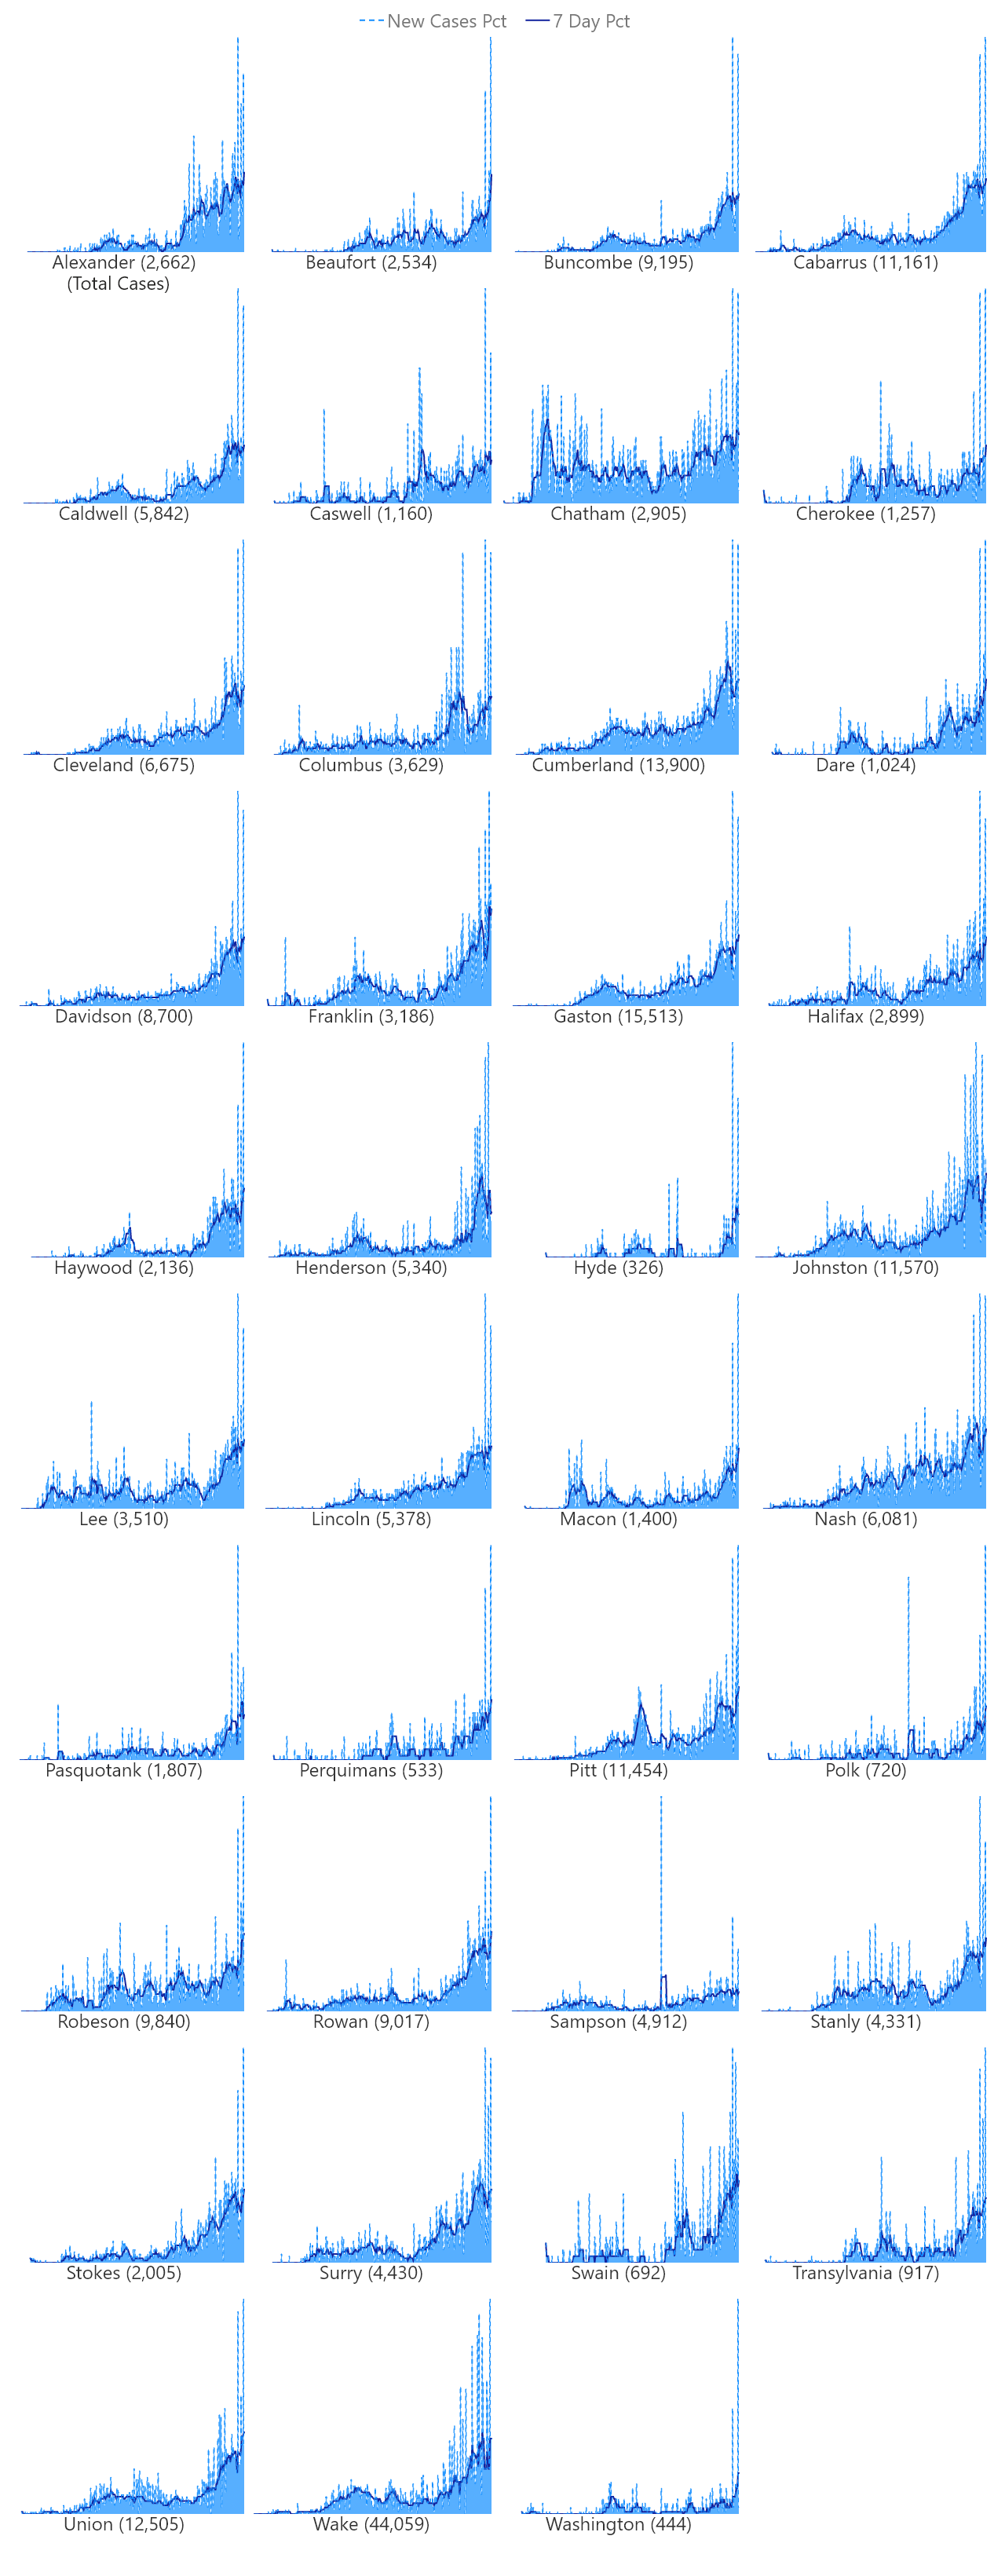 New Cases Pct 7 Day Pct
Alexander (2,662) Beaufort (2,534) Buncombe (9,195) Cabarrus (11,161)
(Total Cases)
Caldwell (5,842) Caswell (1,160) Chatham (2,905) Cherokee (1,257)
Cleveland (6,675) Columbus (3,629) Cumberland (13,900) Dare (1,024)
Davidson (8,700) Franklin (3,186) Gaston (15,513) Halifax (2,899)
Haywood (2,136) Henderson (5,340) Hyde (326) Johnston (11,570)
Lee (3,510) Lincoln (5,378) Macon (1,400) Nash (6,081)
Pasquotank (1,807) Perquimans (533) Pitt (11,454) Polk (720)
Robeson (9,840) Rowan (9,017) Sampson (4,912) Stanly (4,331)
Stokes (2,005) Surry (4,430) Swain (692) Transylvania (917)
Union (12,505) Wake (44,059) Washington (444)